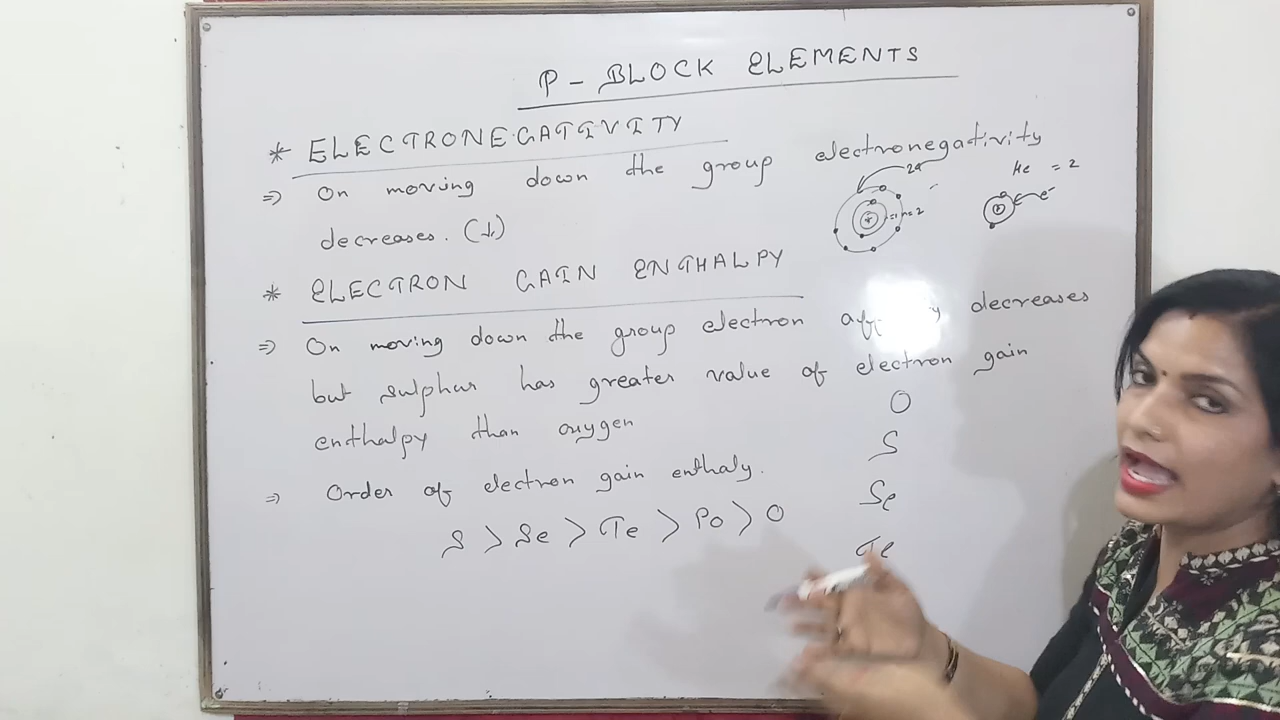 P - BLOCK ELEMENTS
* ELECTRONEGATIVITY
⇒ On moving down the group electronegativity
decreases. (↓)
He = 2
e⁻
n=2
+
+
* ELECTRON GAIN ENTHALPY
⇒ On moving down the group electron decreases
but sulphur has greater value of electron gain
enthalpy than oxygen
⇒ Order of electron gain enthaly.
S > Se > Te > Po > O
O
S
Se
Te